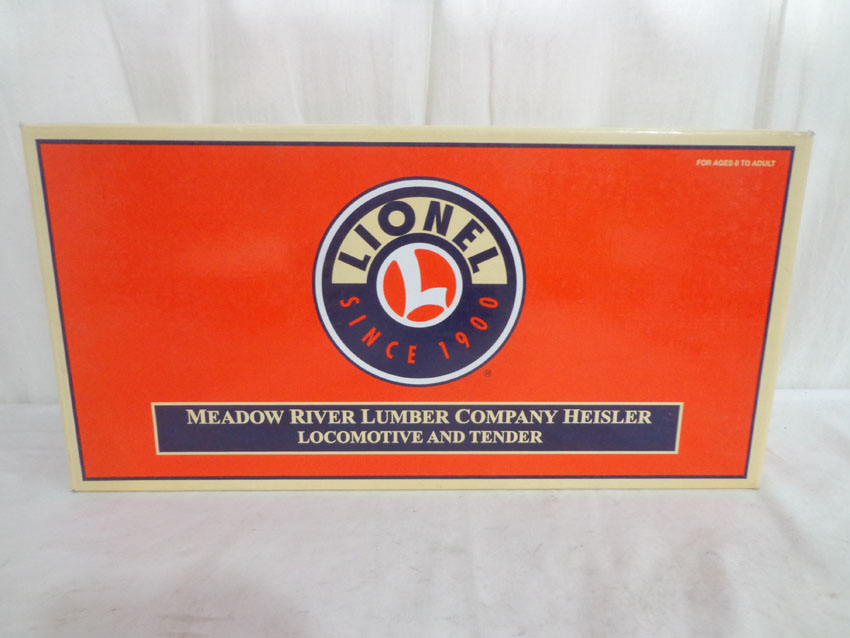 FOR AGES 8 TO ADULT
LIONEL
L
SINCE 1900
®
MEADOW RIVER LUMBER COMPANY HEISLER
LOCOMOTIVE AND TENDER